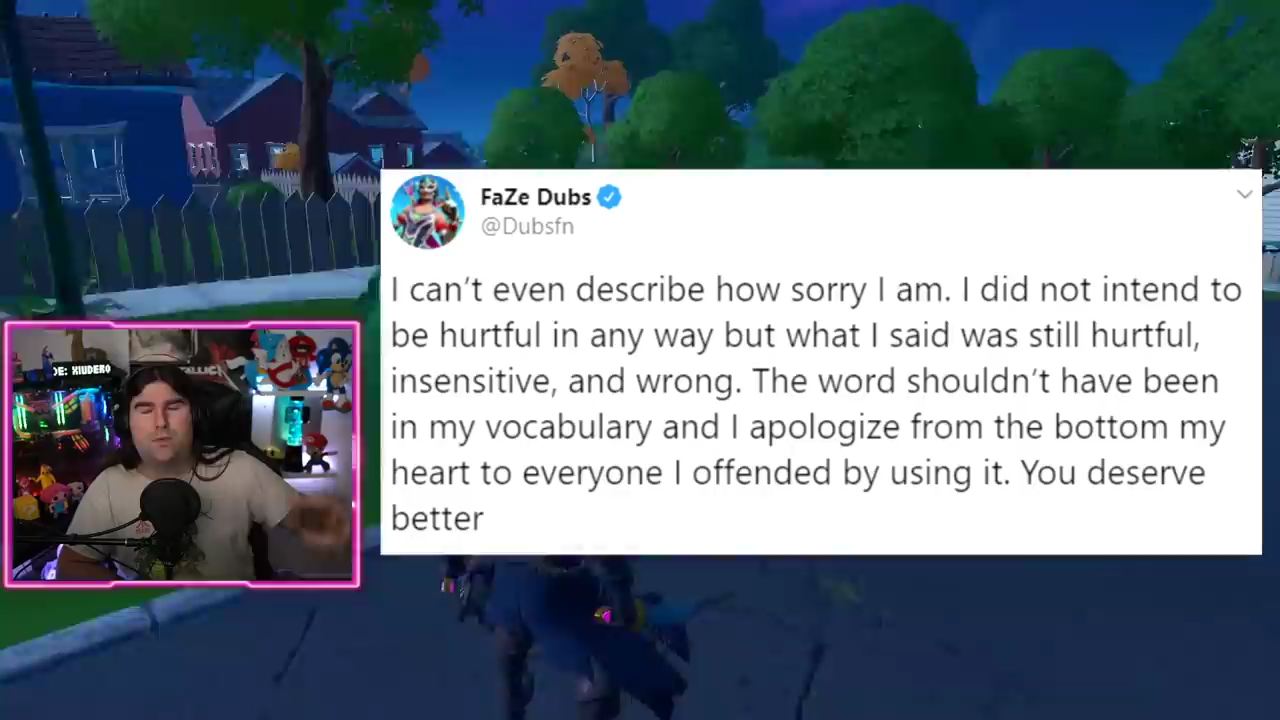 FaZe Dubs
@Dubsfn
I can't even describe how sorry I am. I did not intend to
be hurtful in any way but what I said was still hurtful,
insensitive, and wrong. The word shouldn't have been
in my vocabulary and I apologize from the bottom my
heart to everyone I offended by using it. You deserve
better
DE: XIUDERO